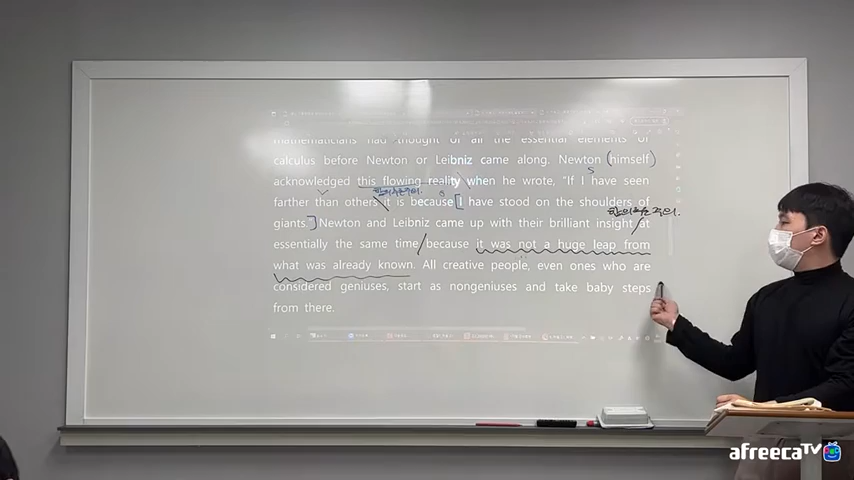 mathematicians had thought of all the essential elements of
calculus before Newton or Leibniz came along. Newton (himself)
S
acknowledged this flowing reality when he wrote, "If I have seen
farther than others it is because [I have stood on the shoulders of
giants."] Newton and Leibniz came up with their brilliant insight at
essentially the same time because it was not a huge leap from
what was already known. All creative people, even ones who are
considered geniuses, start as nongeniuses and take baby steps
from there.
afreecaTV